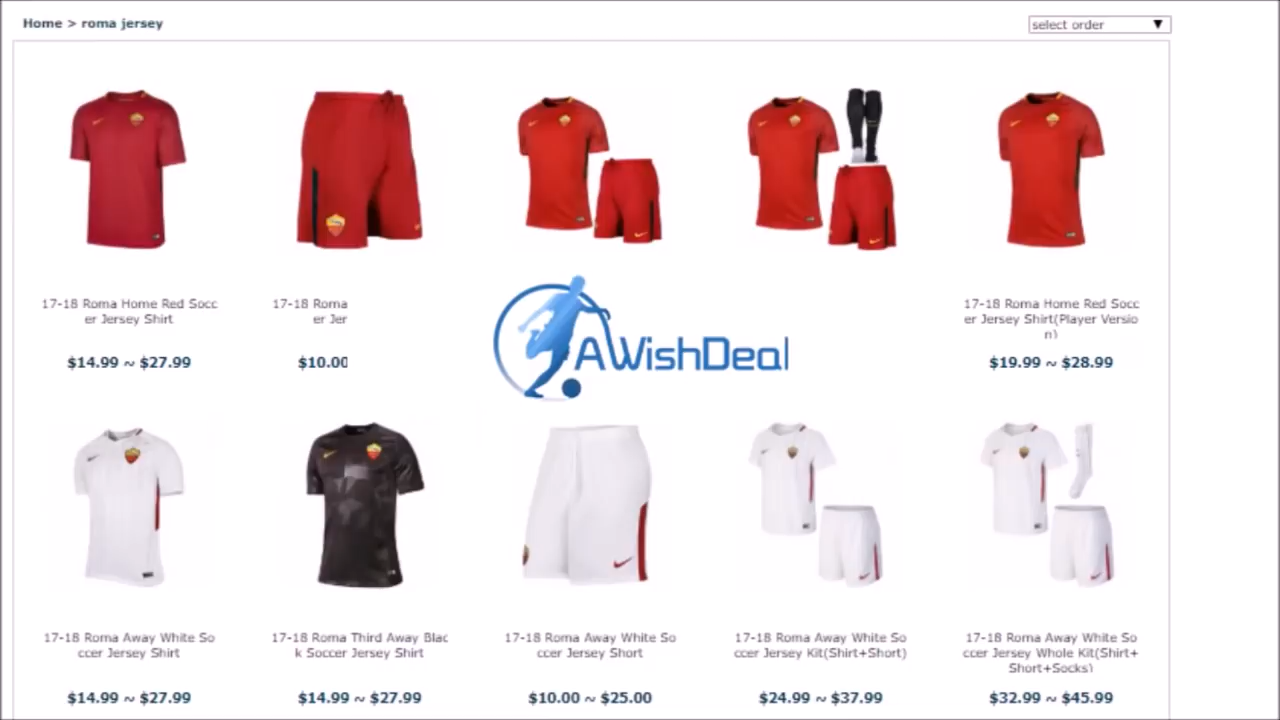 Home > roma jersey
select order
17-18 Roma Home Red Socc
er Jersey Shirt
$14.99 ~ $27.99
17-18 Roma
er Jer
$10.00
AWishDeal
17-18 Roma Home Red Socc
er Jersey Shirt(Player Versio
n)
$19.99 ~ $28.99
17-18 Roma Away White So
ccer Jersey Shirt
$14.99 ~ $27.99
17-18 Roma Third Away Blac
k Soccer Jersey Shirt
$14.99 ~ $27.99
17-18 Roma Away White So
ccer Jersey Short
$10.00 ~ $25.00
17-18 Roma Away White So
ccer Jersey Kit(Shirt+Short)
$24.99 ~ $37.99
17-18 Roma Away White So
ccer Jersey Whole Kit(Shirt+
Short+Socks)
$32.99 ~ $45.99